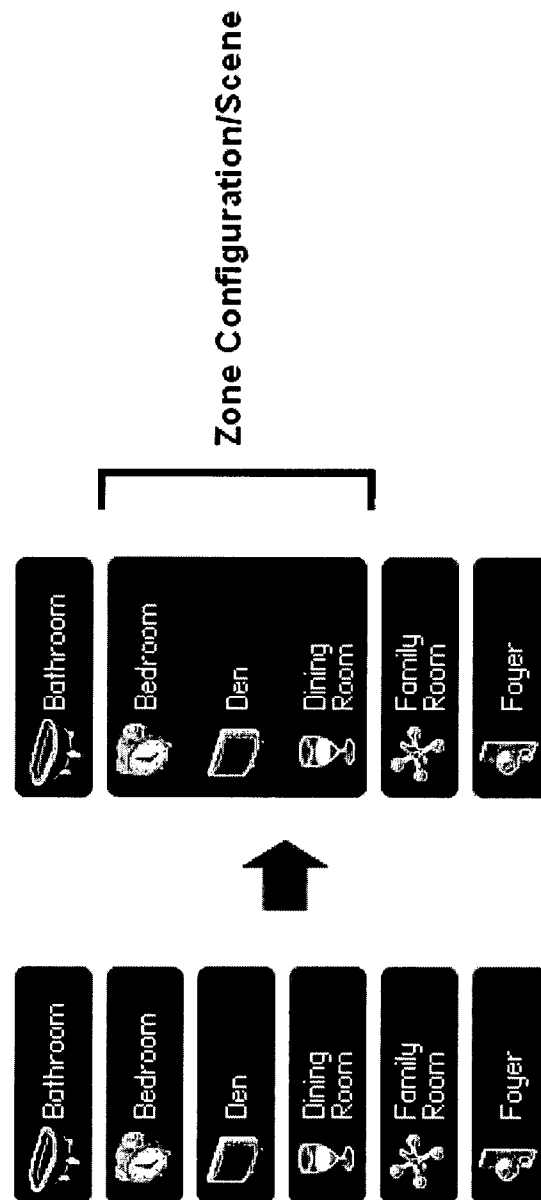 Bathroom
Bedroom
Den
Dining
Room
Family
Room
Foyer
Bathroom
Bedroom
Den
Dining
Room
Family
Room
Foyer
Zone Configuration/Scene